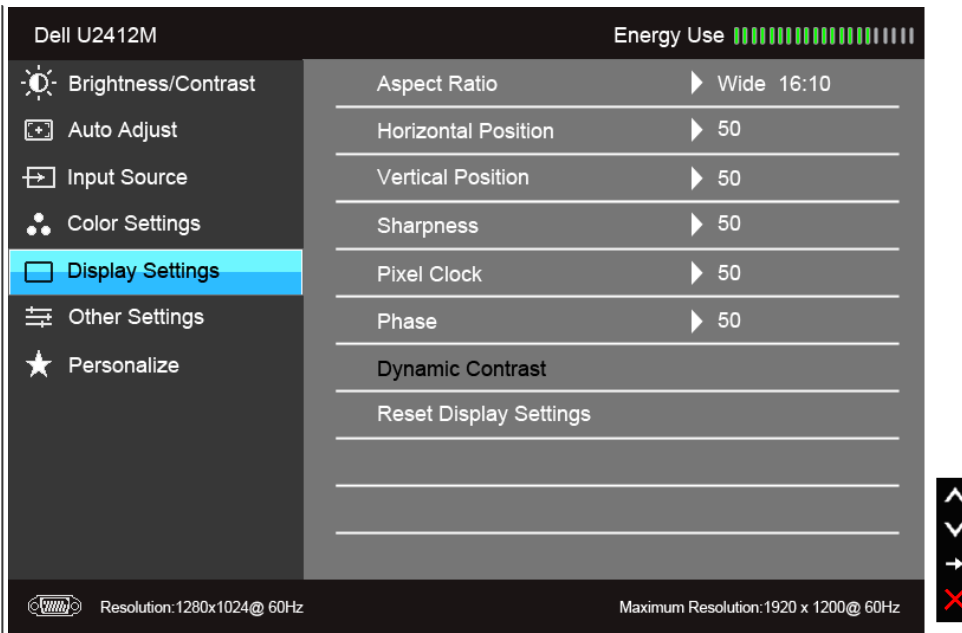 Dell U2412M Energy Use
Brightness/Contrast
Auto Adjust
Input Source
Color Settings
Display Settings
Other Settings
Personalize
Aspect Ratio Wide 16:10
Horizontal Position 50
Vertical Position 50
Sharpness 50
Pixel Clock 50
Phase 50
Dynamic Contrast
Reset Display Settings
Resolution:1280x1024@ 60Hz Maximum Resolution:1920 x 1200@ 60Hz